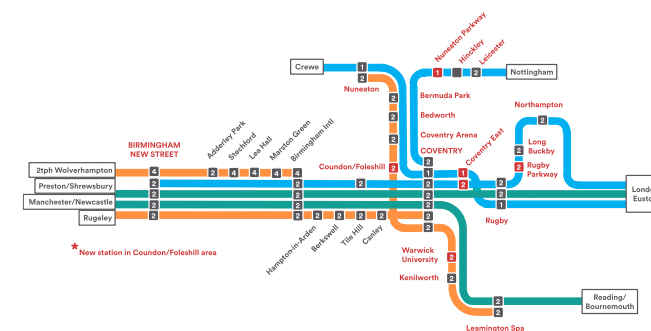 Nuneaton Parkway
Hinckley
Leicester
Crewe
1
2
Nuneaton
1
2
Nottingham
2
Bermuda Park
Northampton
2
Bedworth
2
Coventry Arena
Long
Buckby
2
Rugby
Parkway
2
COVENTRY
Coventry East
BIRMINGHAM
NEW STREET
Adderley Park
Stechford
Lea Hall
Marston Green
Birmingham Intl
Coundon/Foleshill
2
2
2tph Wolverhampton
4
2
4
4
4
4
1
1
Preston/Shrewsbury
2
2
2
2
2
Manchester/Newcastle
2
2
2
2
1
Londo
Eusto
Rugeley
2
2
2
2
2
2
2
2
Rugby
Hampton-in-Arden
Berkswell
Tile Hill
Canley
* New station in Coundon/Foleshill area
Warwick
University
2
Kenilworth
2
2
2
Reading/
Bournemouth
Leamington Spa